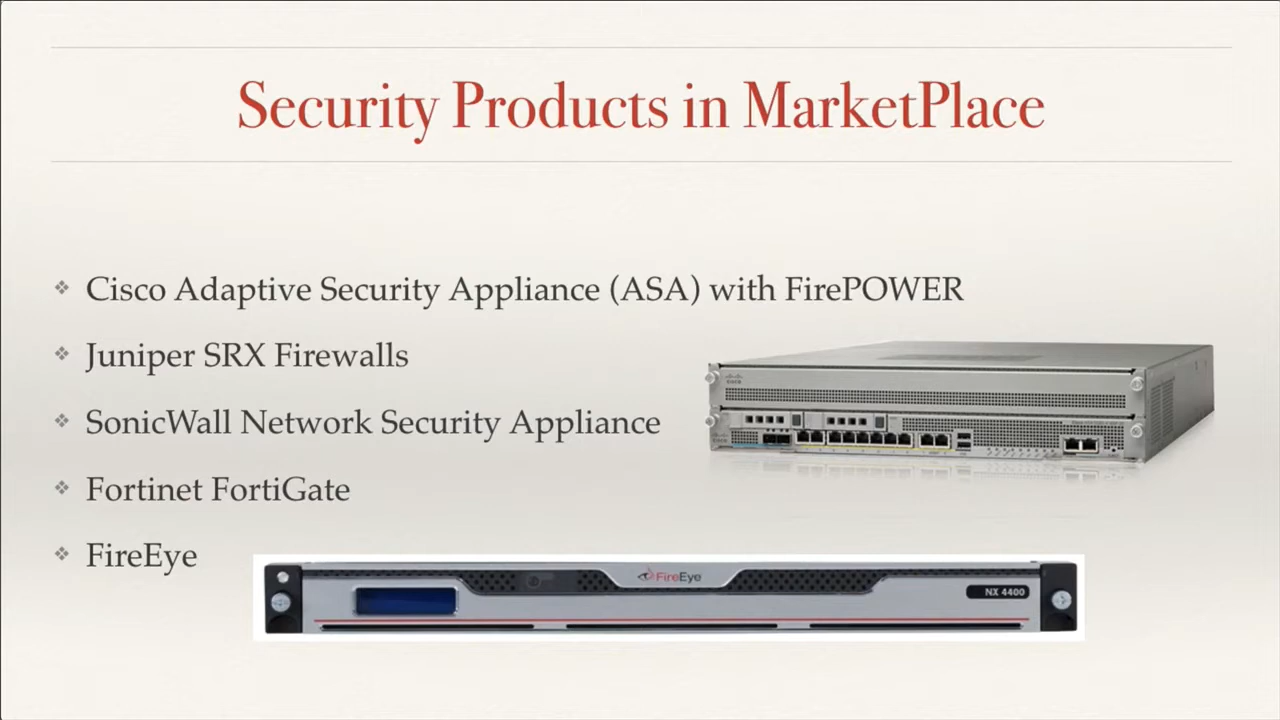 Security Products in MarketPlace
Cisco Adaptive Security Appliance (ASA) with FirePOWER
Juniper SRX Firewalls
SonicWall Network Security Appliance
Fortinet FortiGate
FireEye
cisco
FireEye
NX 4400